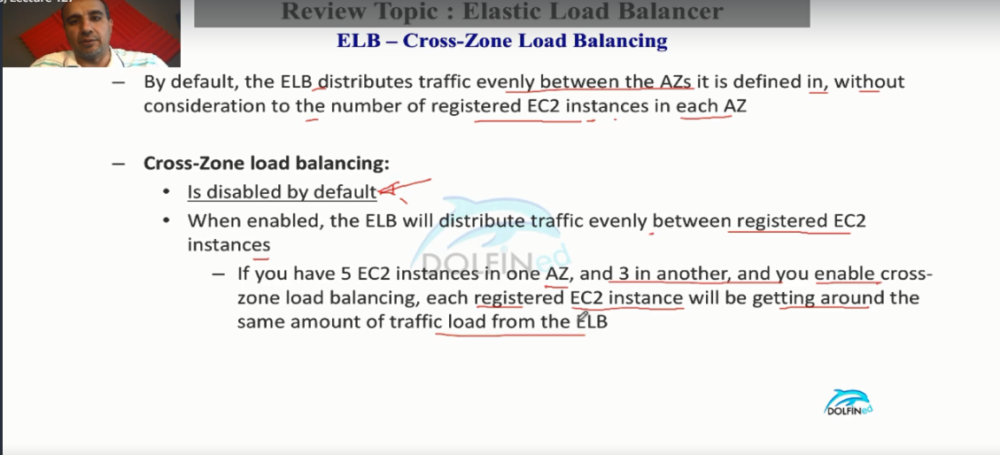 Review Topic : Elastic Load Balancer
ELB – Cross-Zone Load Balancing
– By default, the ELB distributes traffic evenly between the AZs it is defined in, without
consideration to the number of registered EC2 instances in each AZ
– Cross-Zone load balancing:
• Is disabled by default
• When enabled, the ELB will distribute traffic evenly between registered EC2
instances
– If you have 5 EC2 instances in one AZ, and 3 in another, and you enable cross-
zone load balancing, each registered EC2 instance will be getting around the
same amount of traffic load from the ELB
DOLFINed
DOLFINed